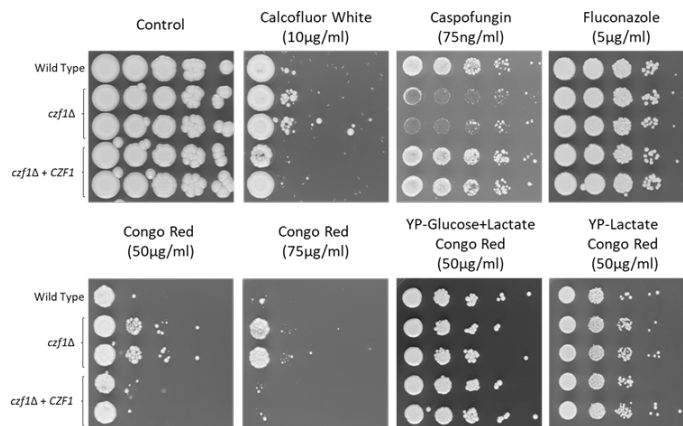 Control
Calcofluor White
(10µg/ml)
Caspofungin
(75ng/ml)
Fluconazole
(5µg/ml)
Wild Type
czf1Δ
czf1Δ + CZF1
Congo Red
(50µg/ml)
Congo Red
(75µg/ml)
YP-Glucose+Lactate
Congo Red
(50µg/ml)
YP-Lactate
Congo Red
(50µg/ml)
Wild Type
czf1Δ
czf1Δ + CZF1